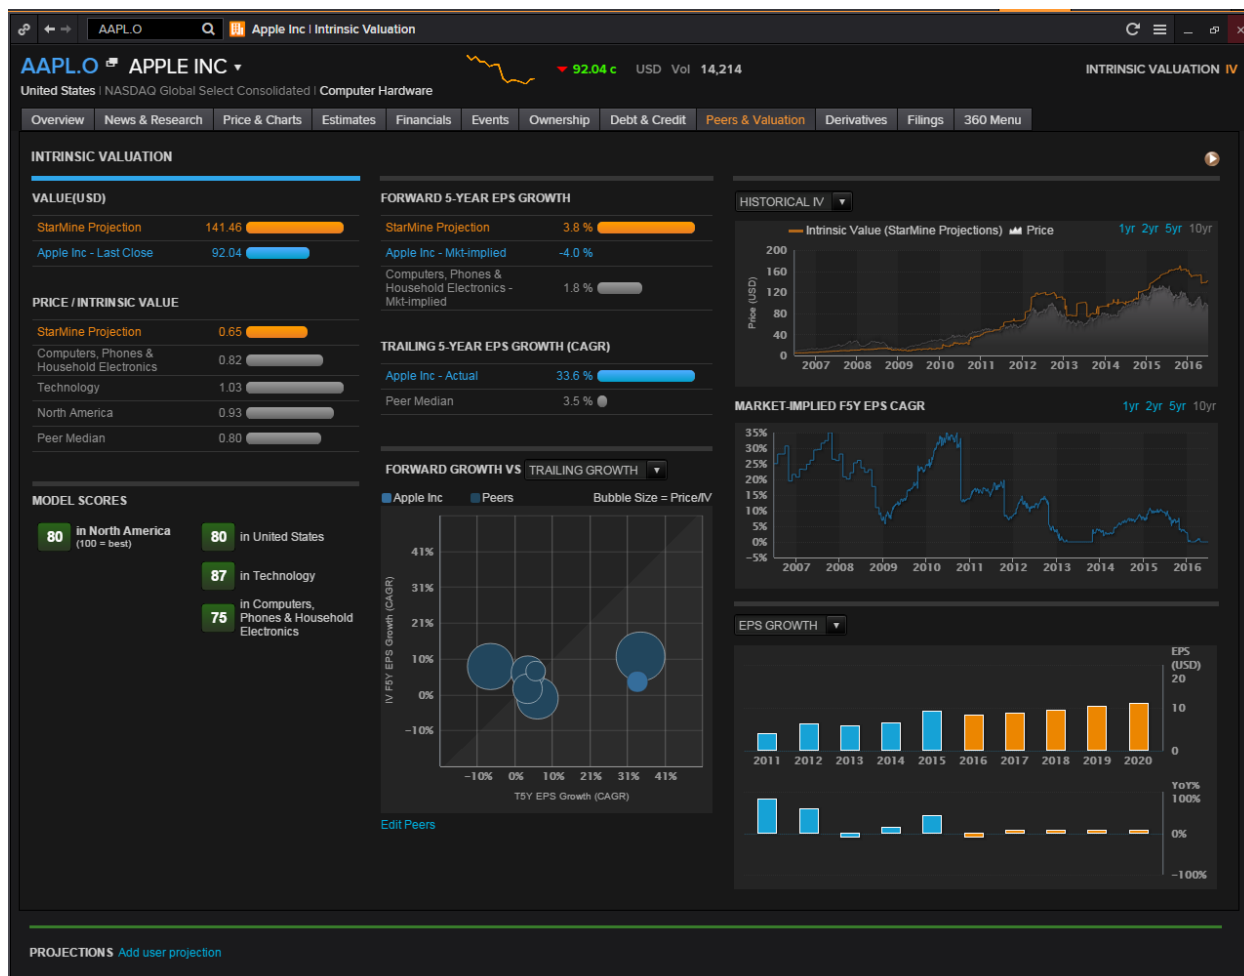 AAPL.O Apple Inc | Intrinsic Valuation
AAPL.O APPLE INC 92.04 c USD Vol 14,214 INTRINSIC VALUATION IV
United States | NASDAQ Global Select Consolidated | Computer Hardware
Overview News & Research Price & Charts Estimates Financials Events Ownership Debt & Credit Peers & Valuation Derivatives Filings 360 Menu
INTRINSIC VALUATION
VALUE(USD)
StarMine Projection 141.46
Apple Inc - Last Close 92.04
PRICE / INTRINSIC VALUE
StarMine Projection 0.65
Computers, Phones &
Household Electronics 0.82
Technology 1.03
North America 0.93
Peer Median 0.80
MODEL SCORES
80 in North America
(100 = best)
80 in United States
87 in Technology
75 in Computers,
Phones & Household
Electronics
FORWARD 5-YEAR EPS GROWTH
StarMine Projection 3.8 %
Apple Inc - Mkt-implied -4.0 %
Computers, Phones &
Household Electronics - 1.8 %
Mkt-implied
TRAILING 5-YEAR EPS GROWTH (CAGR)
Apple Inc - Actual 33.6 %
Peer Median 3.5 %
FORWARD GROWTH VS TRAILING GROWTH
Apple Inc Peers Bubble Size = Price/IV
IV F5Y EPS Growth (CAGR)
41%
31%
21%
10%
0%
-10%
-10% 0% 10% 21% 31% 41%
T5Y EPS Growth (CAGR)
Edit Peers
HISTORICAL IV
Intrinsic Value (StarMine Projections) Price 1yr 2yr 5yr 10yr
Price (USD)
200
160
120
80
40
0
2007 2008 2009 2010 2011 2012 2013 2014 2015 2016
MARKET-IMPLIED F5Y EPS CAGR 1yr 2yr 5yr 10yr
35%
30%
25%
20%
15%
10%
5%
0%
-5%
2007 2008 2009 2010 2011 2012 2013 2014 2015 2016
EPS GROWTH
EPS
(USD)
20
10
0
2011 2012 2013 2014 2015 2016 2017 2018 2019 2020
YoY%
100%
0%
-100%
PROJECTIONS Add user projection